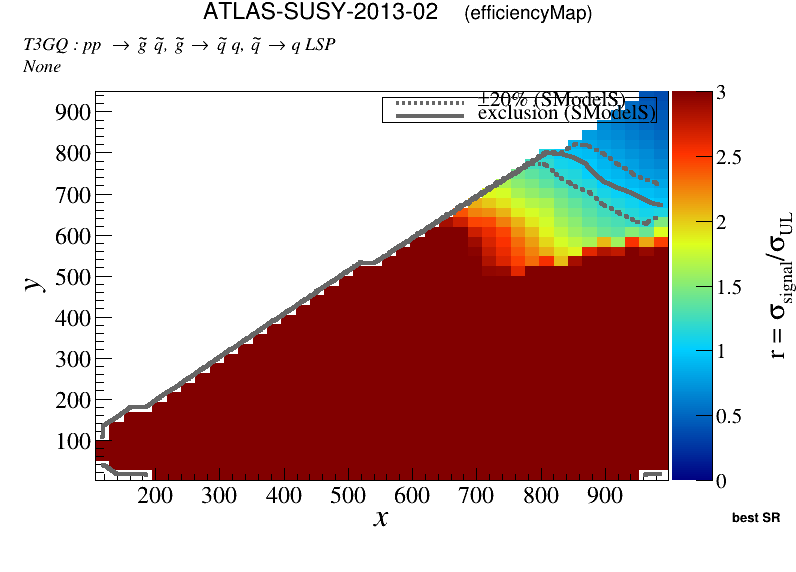 ATLAS-SUSY-2013-02 (efficiencyMap)
T3GQ : pp → g̃ q̃, g̃ → q̃ q, q̃ → q LSP
None
±20% (SModelS)
exclusion (SModelS)
900
800
700
600
500
400
300
200
100
y
200 300 400 500 600 700 800 900
x
3
2.5
2
1.5
1
0.5
0
r = σsignal/σUL
best SR